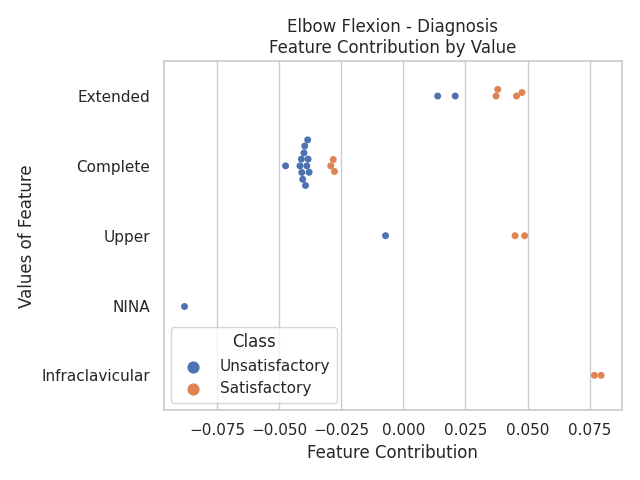 Elbow Flexion - Diagnosis
Feature Contribution by Value
Values of Feature
Extended
Complete
Upper
NINA
Infraclavicular
Class
Unsatisfactory
Satisfactory
−0.075 −0.050 −0.025 0.000 0.025 0.050 0.075
Feature Contribution